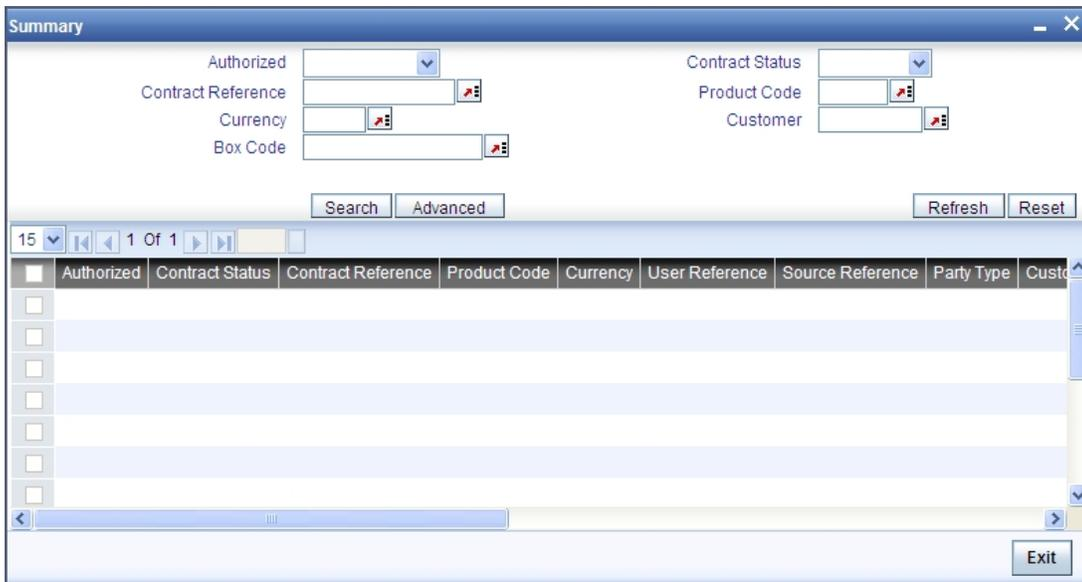 Summary
Authorized Contract Status
Contract Reference Product Code
Currency Customer
Box Code
Search Advanced Refresh Reset
15 1 Of 1
Authorized Contract Status Contract Reference Product Code Currency User Reference Source Reference Party Type Custo
Exit